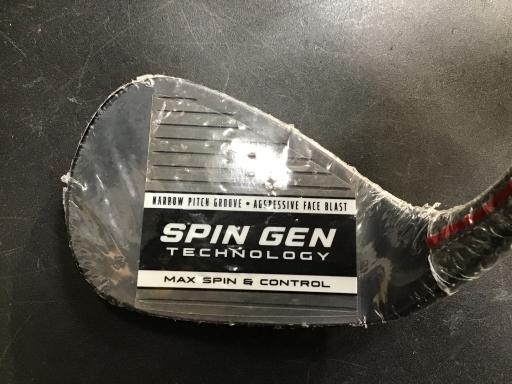 NARROW PITCH GROOVE • AGGRESSIVE FACE BLAST
SPIN GEN
TECHNOLOGY
MAX SPIN & CONTROL